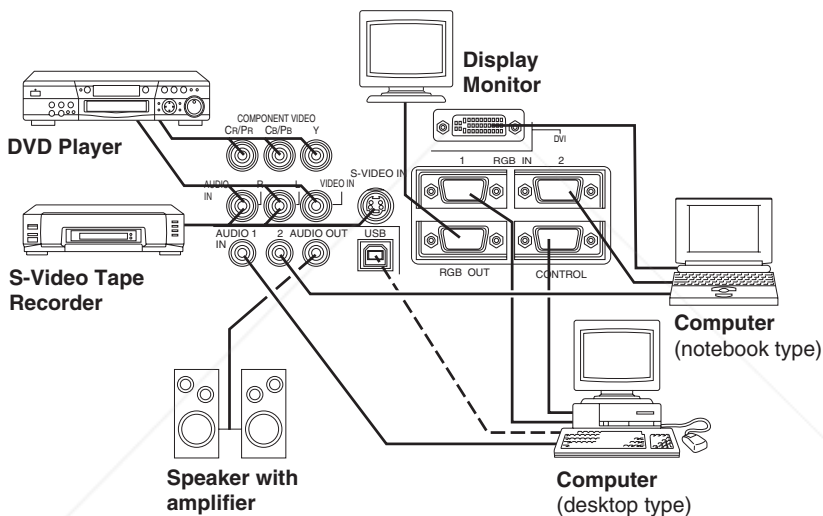 Display
Monitor
COMPONENT VIDEO
CR/PR CB/PB Y
DVD Player
DVI
1 RGB IN 2
S-VIDEO IN
AUDIO
IN
R L VIDEO IN
AUDIO 1 2 AUDIO OUT USB
IN
S-Video Tape
Recorder
RGB OUT CONTROL
Computer
(notebook type)
Speaker with
amplifier
Computer
(desktop type)